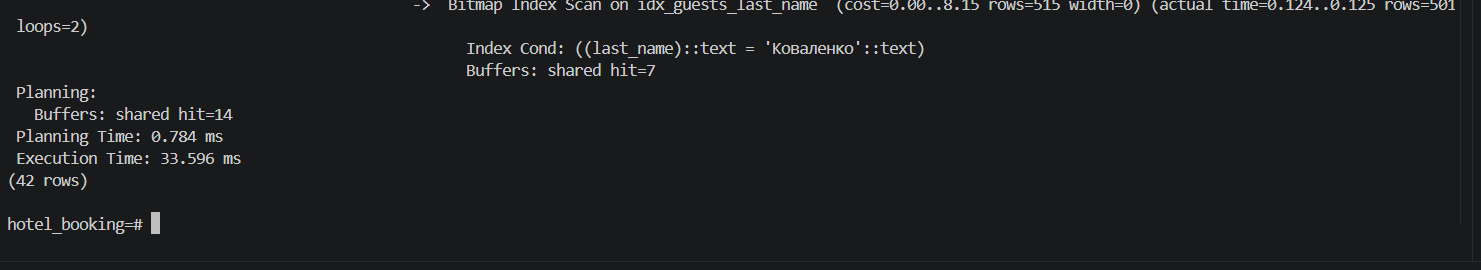 -> Bitmap Index Scan on idx_guests_last_name (cost=0.00..8.15 rows=515 width=0) (actual time=0.124..0.125 rows=501
loops=2)
Index Cond: ((last_name)::text = 'Коваленко'::text)
Buffers: shared hit=7
Planning:
Buffers: shared hit=14
Planning Time: 0.784 ms
Execution Time: 33.596 ms
(42 rows)
hotel_booking=#